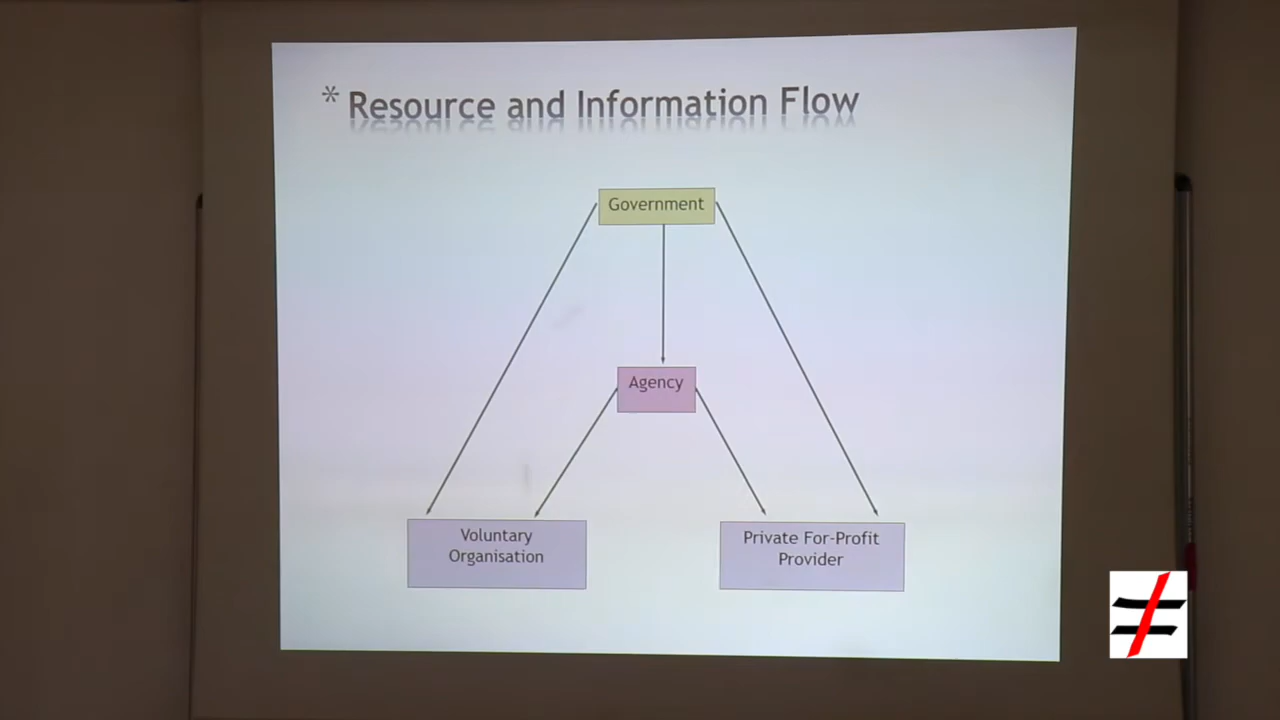 * Resource and Information Flow
Government
Agency
Voluntary
Organisation
Private For-Profit
Provider